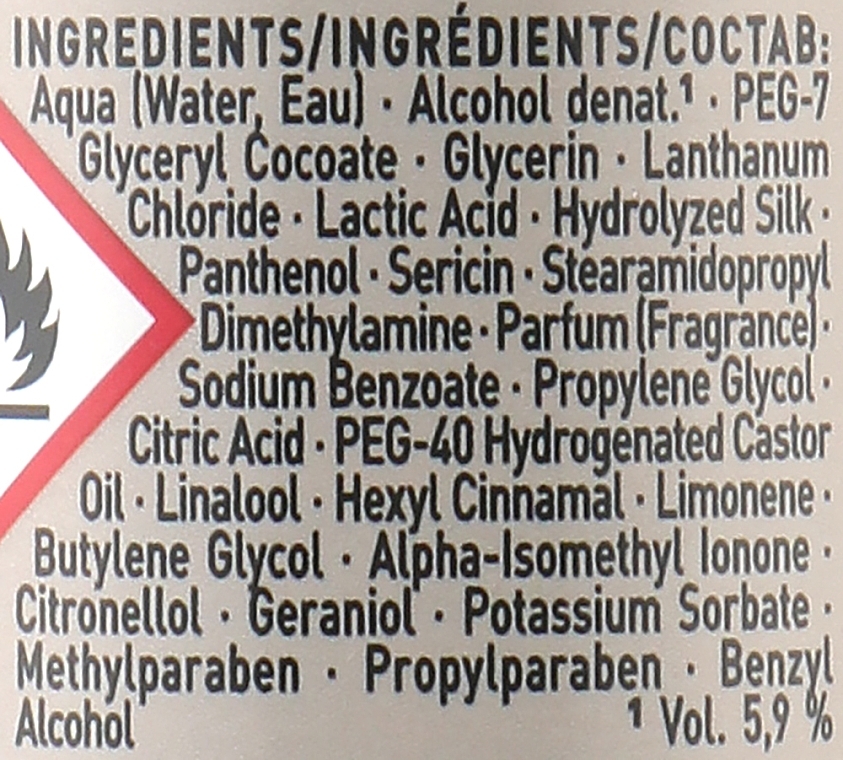 INGREDIENTS/INGRÉDIENTS/СОСТАВ:
Aqua (Water, Eau) · Alcohol denat.¹ · PEG-7
Glyceryl Cocoate · Glycerin · Lanthanum
Chloride · Lactic Acid · Hydrolyzed Silk ·
Panthenol · Sericin · Stearamidopropyl
Dimethylamine · Parfum (Fragrance) ·
Sodium Benzoate · Propylene Glycol ·
Citric Acid · PEG-40 Hydrogenated Castor
Oil · Linalool · Hexyl Cinnamal · Limonene ·
Butylene Glycol · Alpha-Isomethyl Ionone ·
Citronellol · Geraniol · Potassium Sorbate ·
Methylparaben · Propylparaben · Benzyl
Alcohol ¹ Vol. 5,9 %